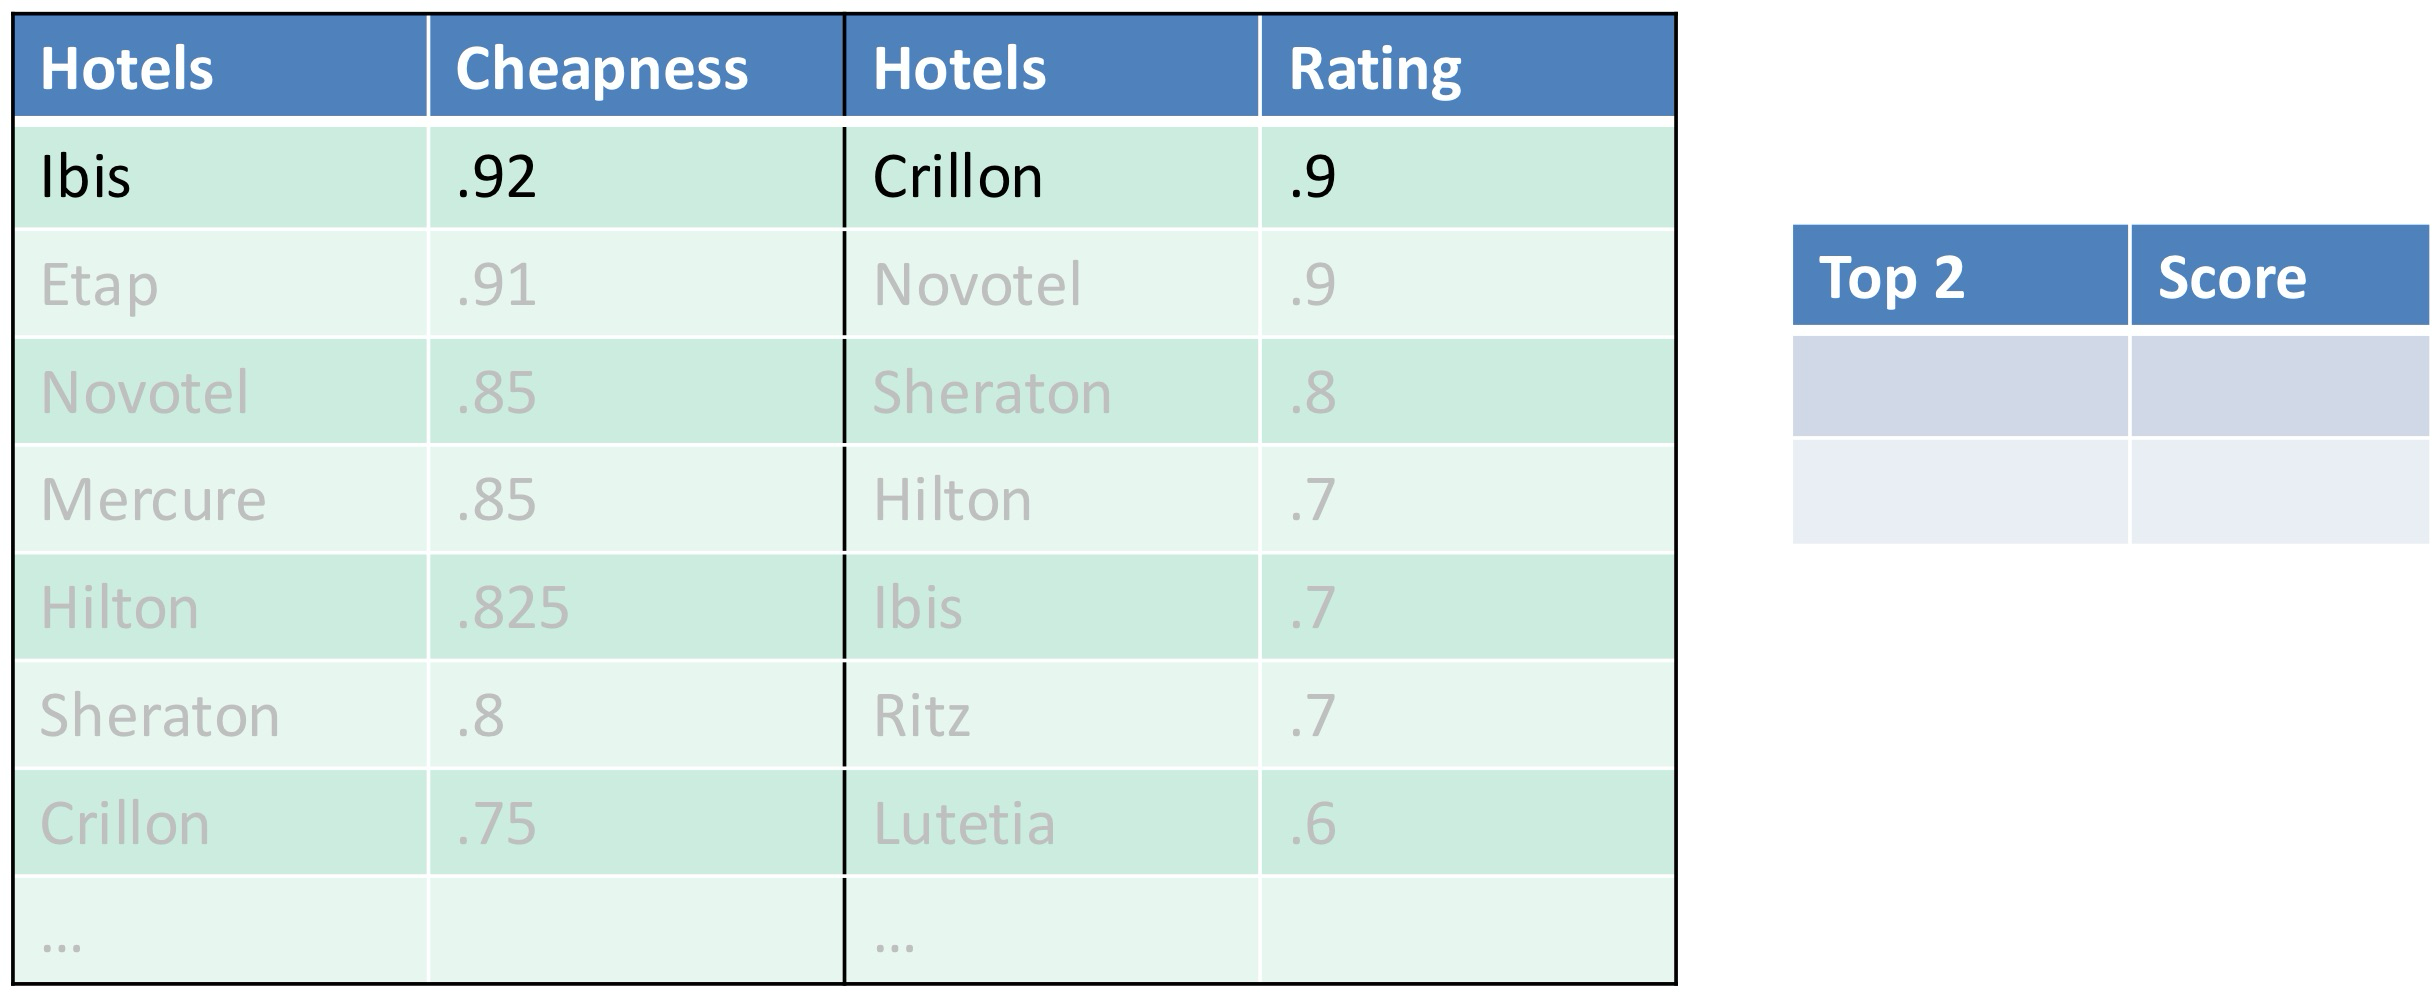 Hotels Cheapness Hotels Rating
Ibis .92 Crillon .9
Etap .91 Novotel .9
Novotel .85 Sheraton .8
Mercure .85 Hilton .7
Hilton .825 Ibis .7
Sheraton .8 Ritz .7
Crillon .75 Lutetia .6
... ...
Top 2 Score